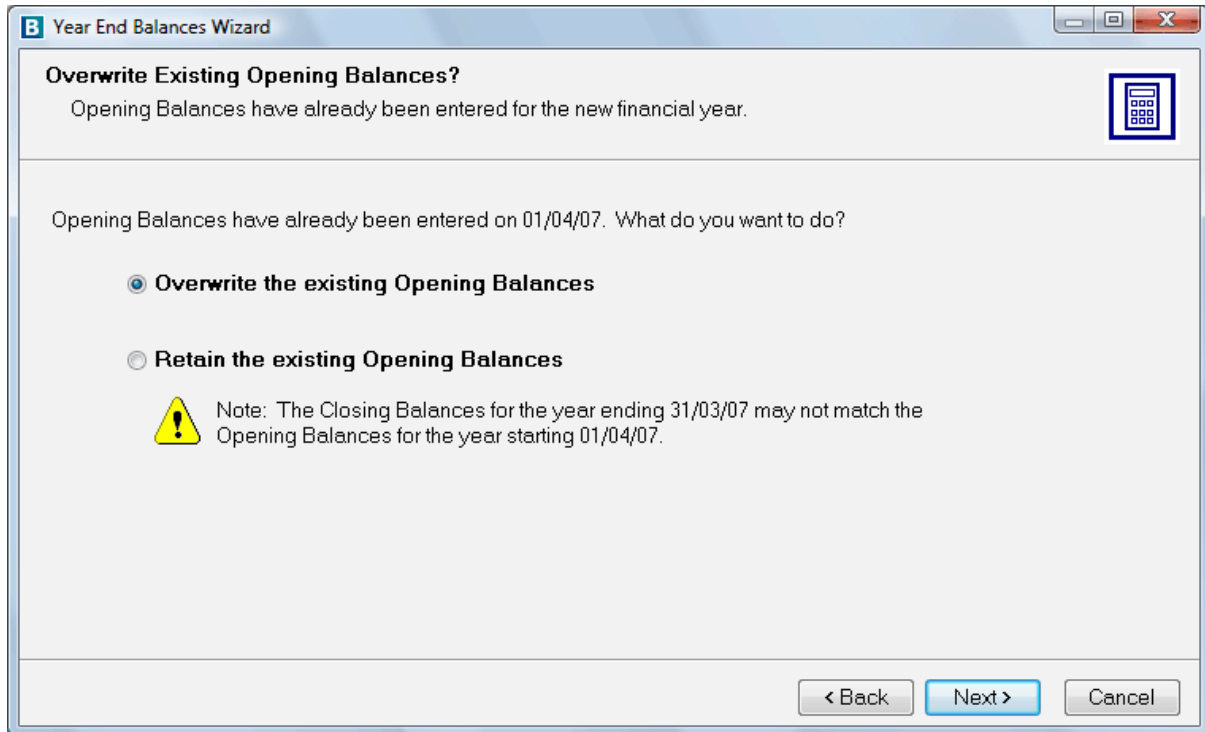 B Year End Balances Wizard
Overwrite Existing Opening Balances?
Opening Balances have already been entered for the new financial year.
Opening Balances have already been entered on 01/04/07. What do you want to do?
Overwrite the existing Opening Balances
Retain the existing Opening Balances
Note: The Closing Balances for the year ending 31/03/07 may not match the
Opening Balances for the year starting 01/04/07.
< Back Next > Cancel